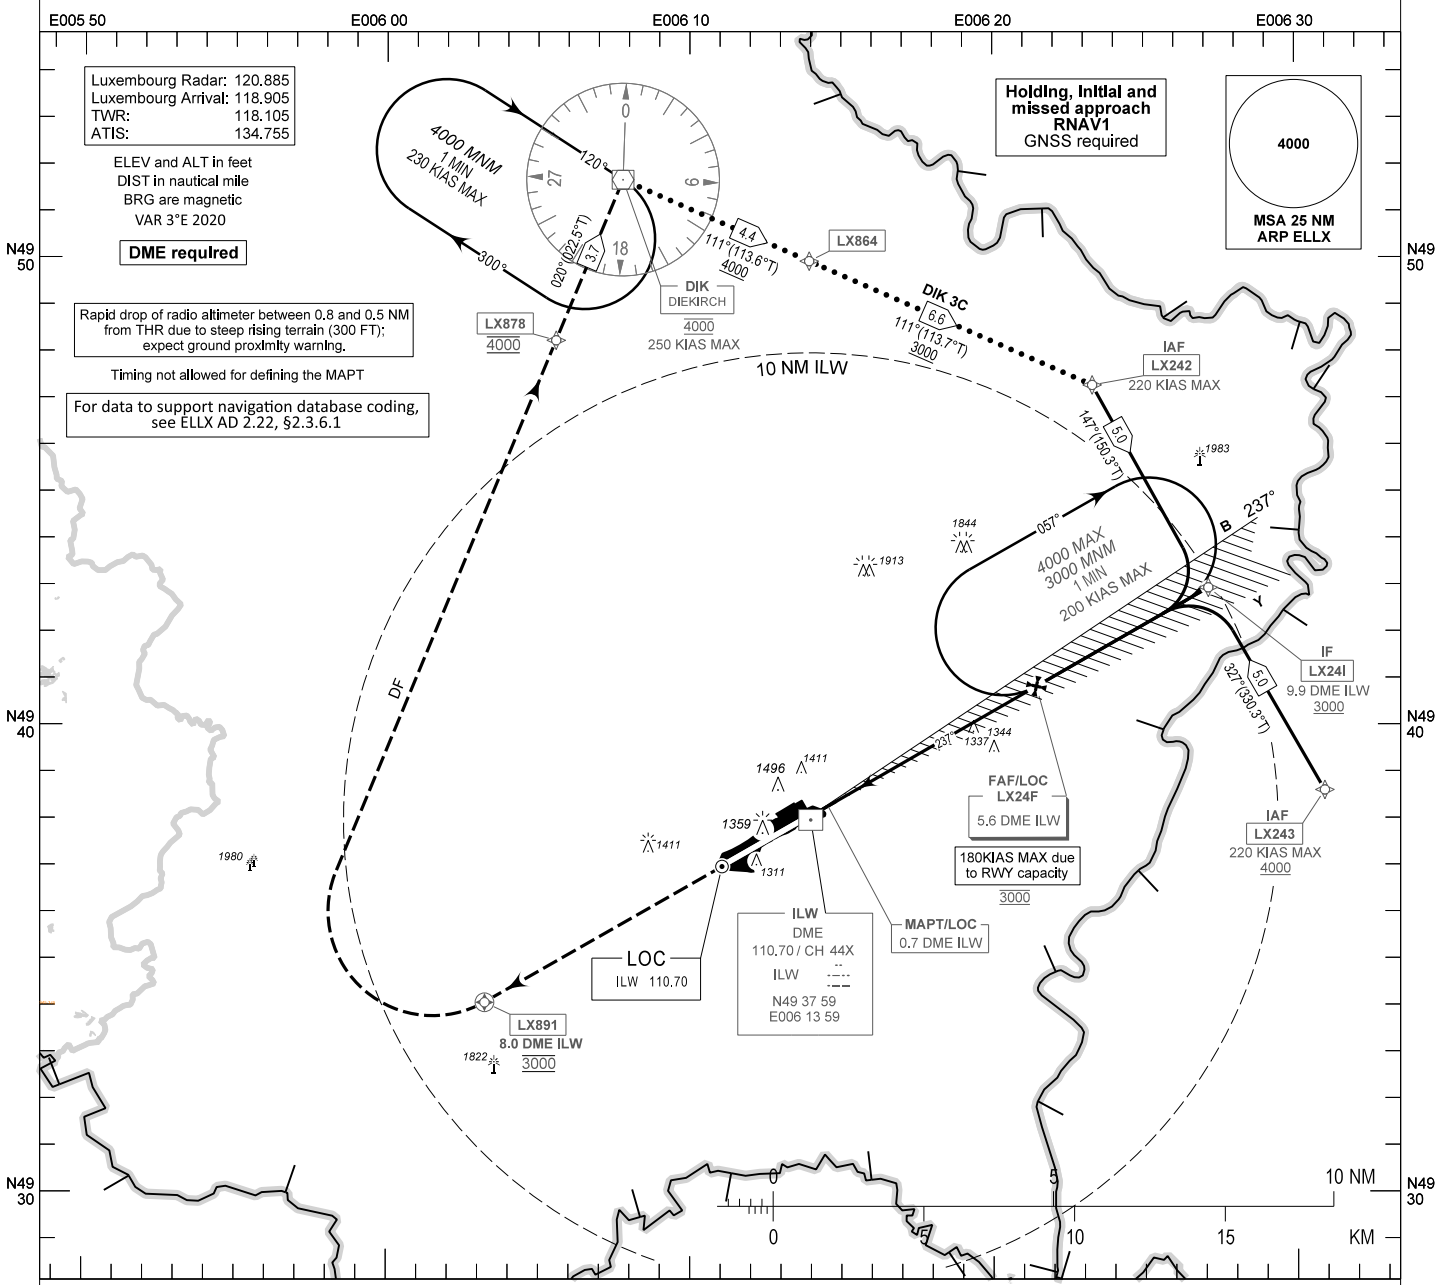 E005 50
E006 00
E006 10
E006 20
E006 30
Luxembourg Radar: 120.885
Luxembourg Arrival: 118.905
TWR: 118.105
ATIS: 134.755
ELEV and ALT in feet
DIST in nautical mile
BRG are magnetic
VAR 3°E 2020
DME required
Rapid drop of radio altimeter between 0.8 and 0.5 NM
from THR due to steep rising terrain (300 FT);
expect ground proximity warning.
Timing not allowed for defining the MAPT
For data to support navigation database coding,
see ELLX AD 2.22, §2.3.6.1
Holding, initial and
missed approach
RNAV1
GNSS required
4000
MSA 25 NM
ARP ELLX
4000 MNM
1 MIN
230 KIAS MAX
120°
300°
0
9
18
27
020°(022.5°T)
3.7
DIK
DIEKIRCH
4000
250 KIAS MAX
4.4
111°(113.6°T)
4000
LX864
DIK 3C
6.6
111°(113.7°T)
3000
IAF
LX242
220 KIAS MAX
LX878
4000
10 NM ILW
5.0
147°(150.3°T)
1983
237°
B
Y
057°
4000 MAX
3000 MNM
1 MIN
200 KIAS MAX
1844
1913
IF
LX24I
9.9 DME ILW
3000
5.0
327°(330.3°T)
DF
N49
50
N49
50
N49
40
N49
40
N49
30
N49
30
237°
1337
1344
1411
1496
1359
1411
1311
1980
1822
FAF/LOC
LX24F
5.6 DME ILW
180KIAS MAX due
to RWY capacity
3000
IAF
LX243
220 KIAS MAX
4000
MAPT/LOC
0.7 DME ILW
ILW
DME
110.70 / CH 44X
ILW
N49 37 59
E006 13 59
LOC
ILW 110.70
LX891
8.0 DME ILW
3000
0
5
10 NM
0
5
10
15
KM